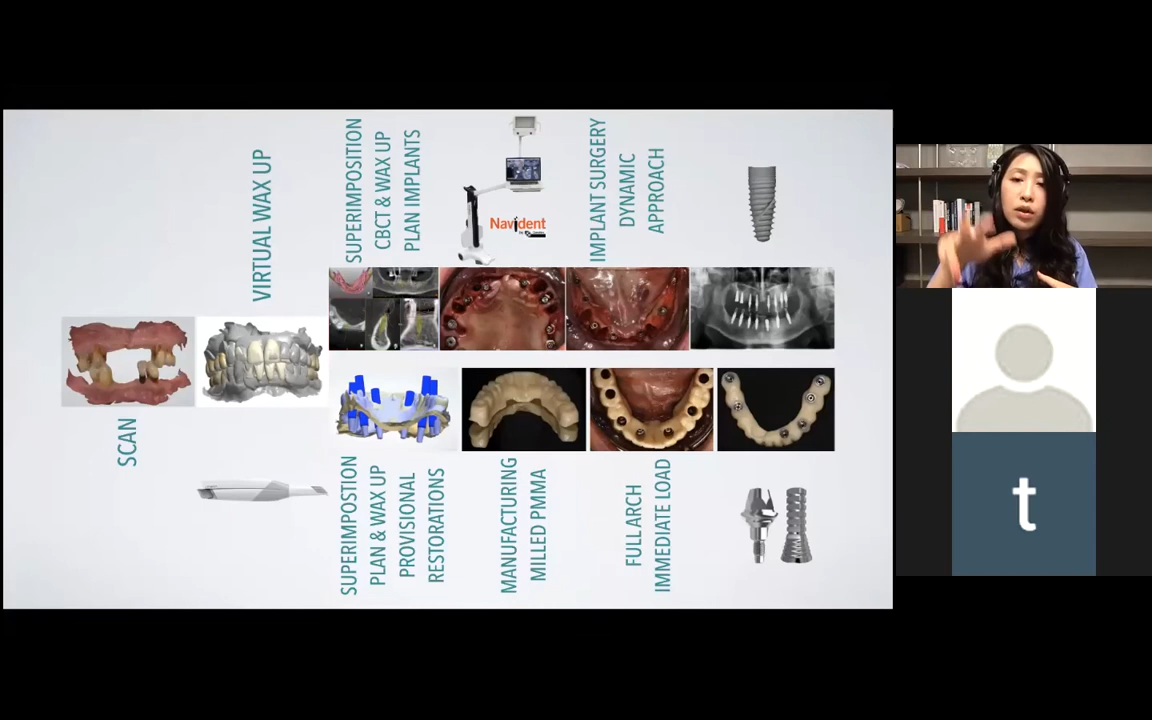 SCAN
VIRTUAL WAX UP
SUPERIMPOSITION
CBCT & WAX UP
PLAN IMPLANTS
Navident
IMPLANT SURGERY
DYNAMIC
APPROACH
SUPERIMPOSTION
PLAN & WAX UP
PROVISIONAL
RESTORATIONS
MANUFACTURING
MILLED PMMA
FULL ARCH
IMMEDIATE LOAD
t